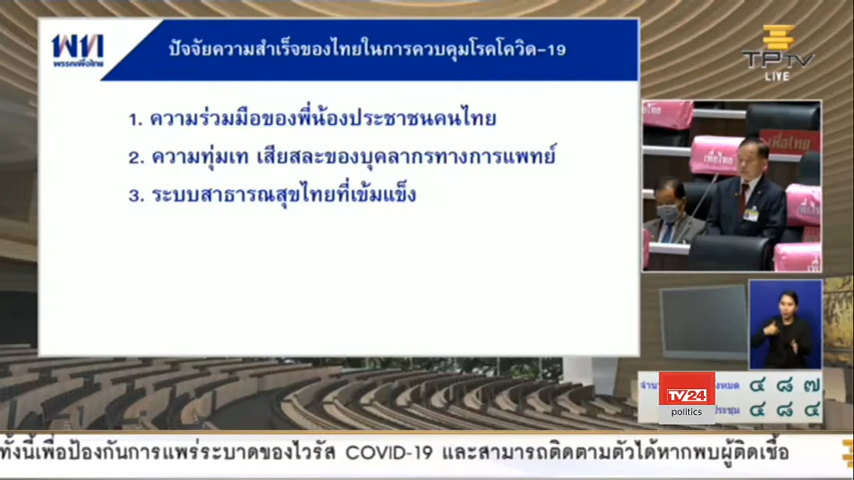 พท
พรรคเพื่อไทย
ปัจจัยความสำเร็จของไทยในการควบคุมโรคโควิด-19
1. ความร่วมมือของพี่น้องประชาชนคนไทย
2. ความทุ่มเท เสียสละของบุคลากรทางการแพทย์
3. ระบบสาธารณสุขไทยที่เข้มแข็ง
TPTV
LIVE
เพื่อไทย
เพื่อไทย
TV24
politics
๔ ๘ ๗
๔ ๘ ๔
ทั้งนี้เพื่อป้องกันการแพร่ระบาดของไวรัส COVID-19 และสามารถติดตามตัวได้หากพบผู้ติดเชื้อ